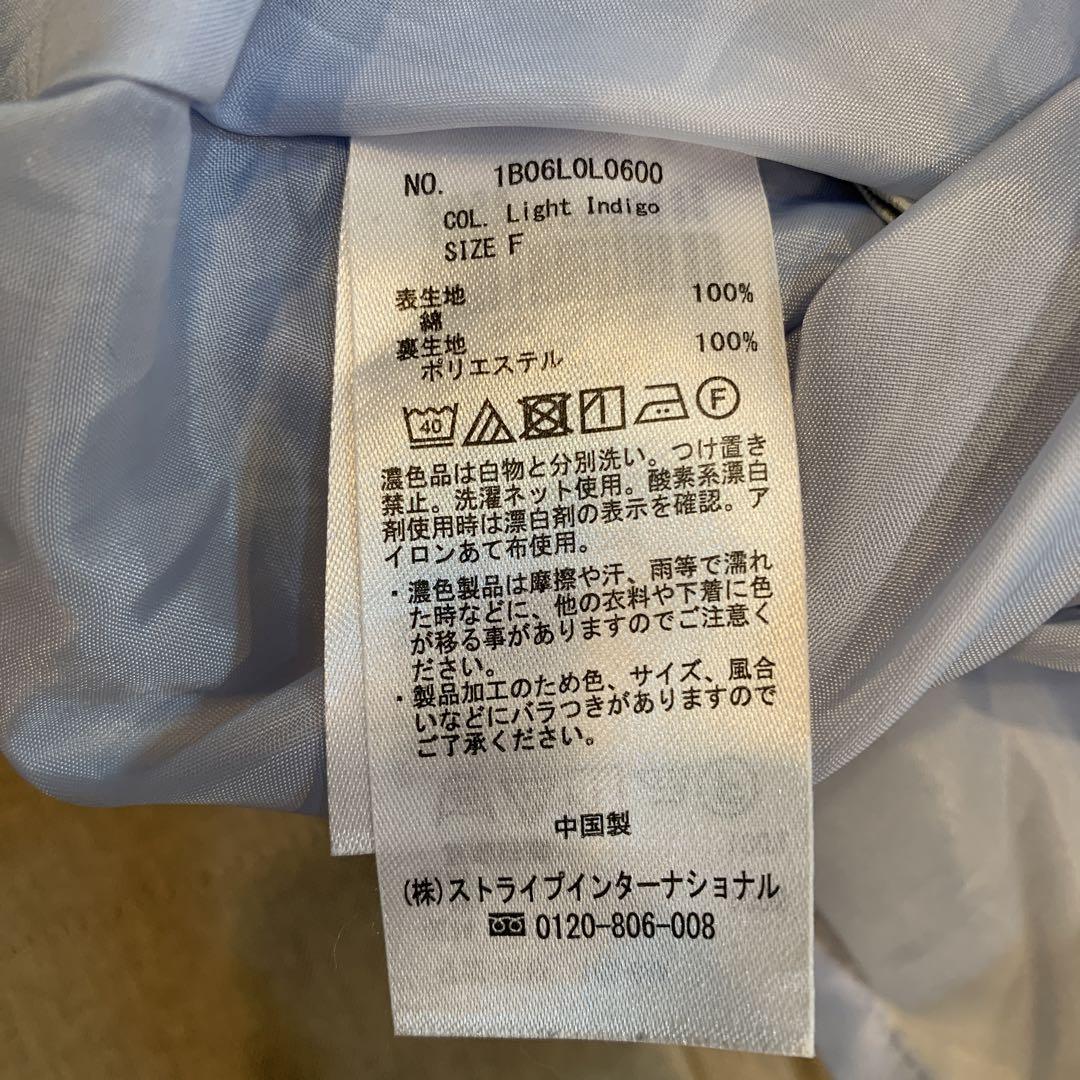 NO. 1B06L0L0600
COL. Light Indigo
SIZE F
表生地 100%
綿
裏生地 100%
ポリエステル
40 F
濃色品は白物と分別洗い。つけ置き
禁止。洗濯ネット使用。酸素系漂白
剤使用時は漂白剤の表示を確認。ア
イロンあて布使用。
・濃色製品は摩擦や汗、雨等で濡れ
た時などに、他の衣料や下着に色
が移る事がありますのでご注意く
ださい。
・製品加工のため色、サイズ、風合
いなどにバラつきがありますので
ご了承ください。
中国製
(株)ストライプインターナショナル
0120-806-008